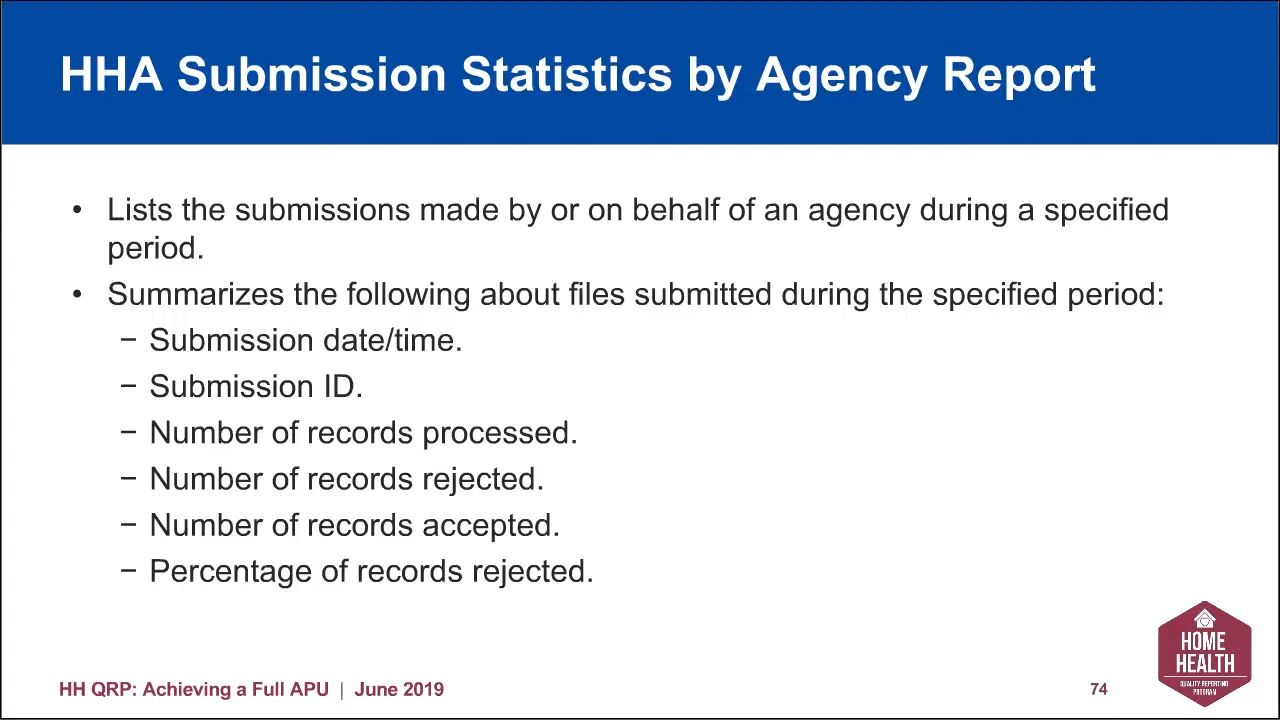 HHA Submission Statistics by Agency Report
• Lists the submissions made by or on behalf of an agency during a specified
period.
• Summarizes the following about files submitted during the specified period:
− Submission date/time.
− Submission ID.
− Number of records processed.
− Number of records rejected.
− Number of records accepted.
− Percentage of records rejected.
HH QRP: Achieving a Full APU | June 2019
74
HOME
HEALTH
QUALITY REPORTING
PROGRAM